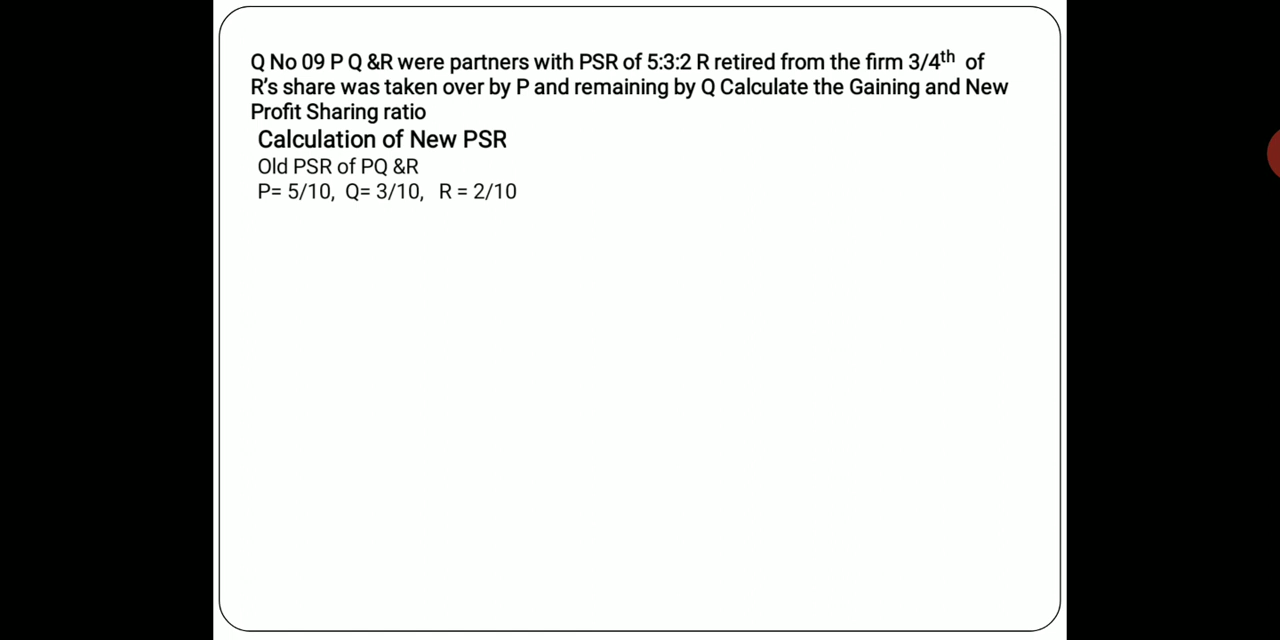 Q No 09 P Q &R were partners with PSR of 5:3:2 R retired from the firm 3/4th of
R's share was taken over by P and remaining by Q Calculate the Gaining and New
Profit Sharing ratio
Calculation of New PSR
Old PSR of PQ &R
P= 5/10, Q= 3/10, R = 2/10